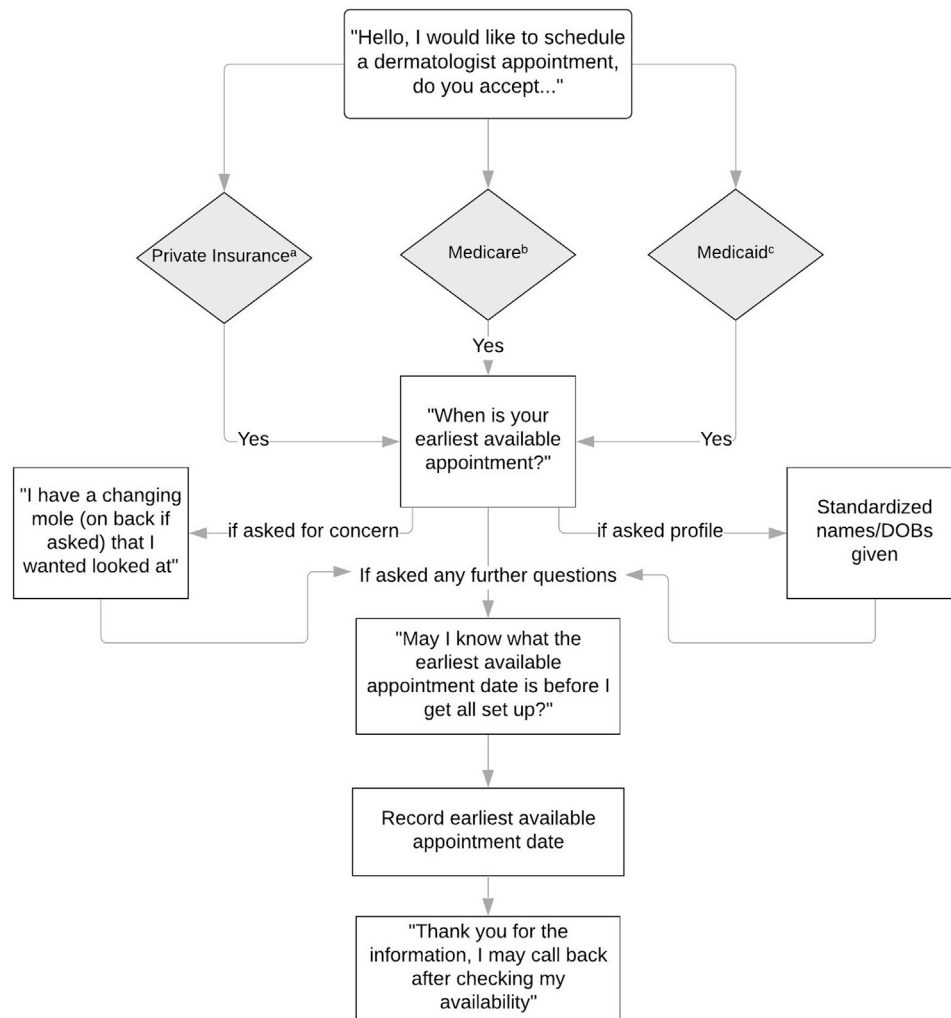 "Hello, I would like to schedule
a dermatologist appointment,
do you accept..."
Private Insuranceᵃ
Medicareᵇ
Medicaidᶜ
Yes
"When is your
earliest available
appointment?"
Yes
Yes
"I have a changing
mole (on back if
asked) that I
wanted looked at"
if asked for concern
if asked profile
Standardized
names/DOBs
given
If asked any further questions
"May I know what the
earliest available
appointment date is before I
get all set up?"
Record earliest available
appointment date
"Thank you for the
information, I may call back
after checking my
availability"